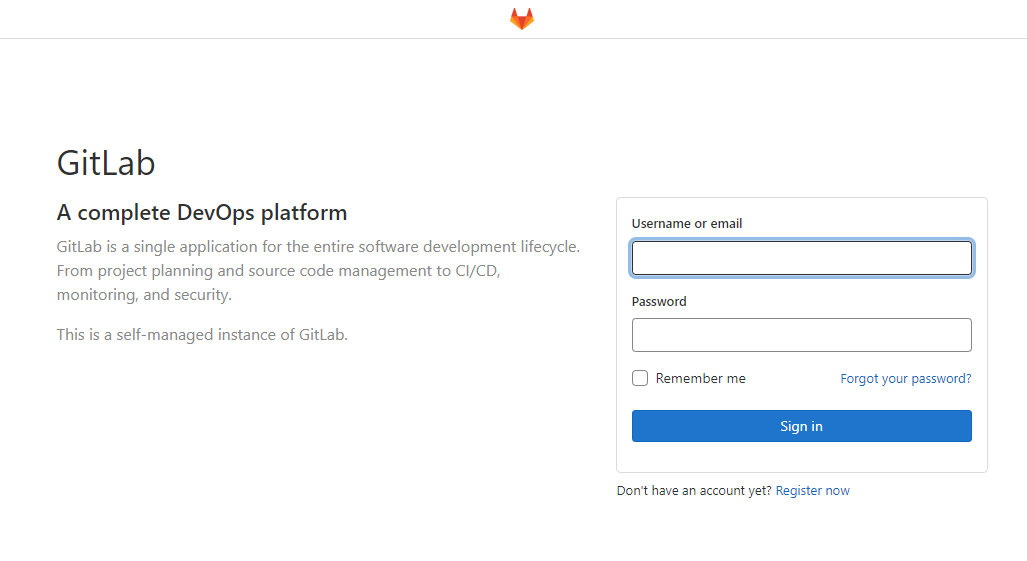 GitLab
A complete DevOps platform
GitLab is a single application for the entire software development lifecycle.
From project planning and source code management to CI/CD,
monitoring, and security.
This is a self-managed instance of GitLab.
Username or email
Password
Remember me
Forgot your password?
Sign in
Don't have an account yet? Register now